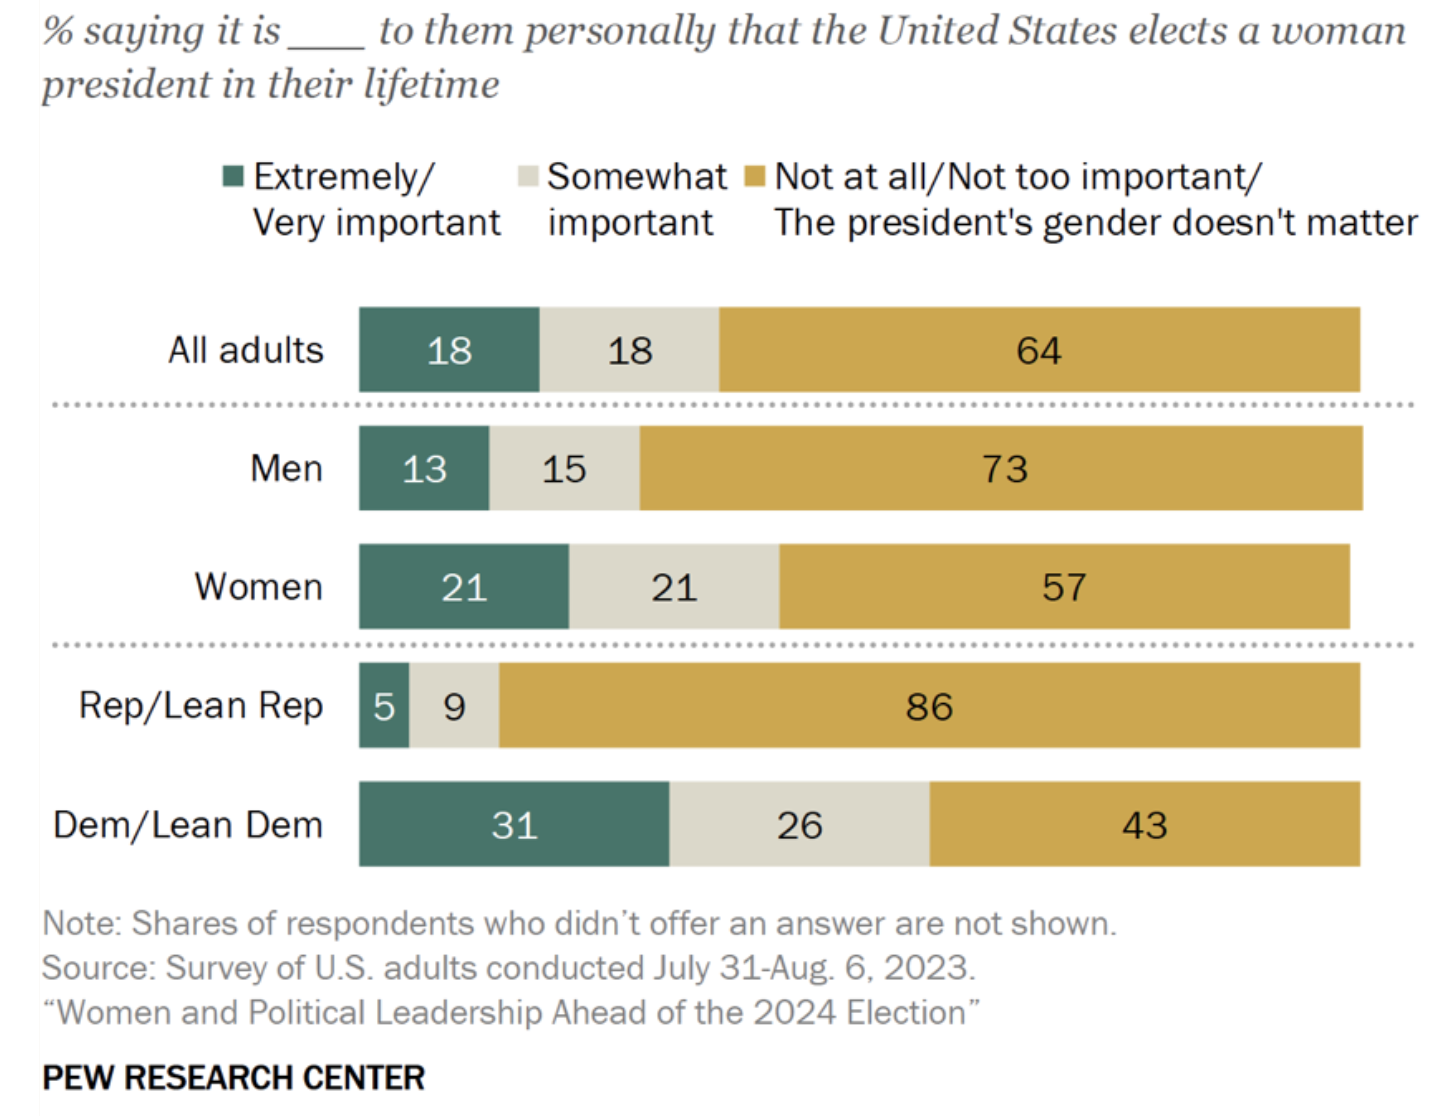 % saying it is ___ to them personally that the United States elects a woman
president in their lifetime
Extremely/
Very important
Somewhat
important
Not at all/Not too important/
The president's gender doesn't matter
All adults 18 18 64
Men 13 15 73
Women 21 21 57
Rep/Lean Rep 5 9 86
Dem/Lean Dem 31 26 43
Note: Shares of respondents who didn’t offer an answer are not shown.
Source: Survey of U.S. adults conducted July 31-Aug. 6, 2023.
“Women and Political Leadership Ahead of the 2024 Election”
PEW RESEARCH CENTER